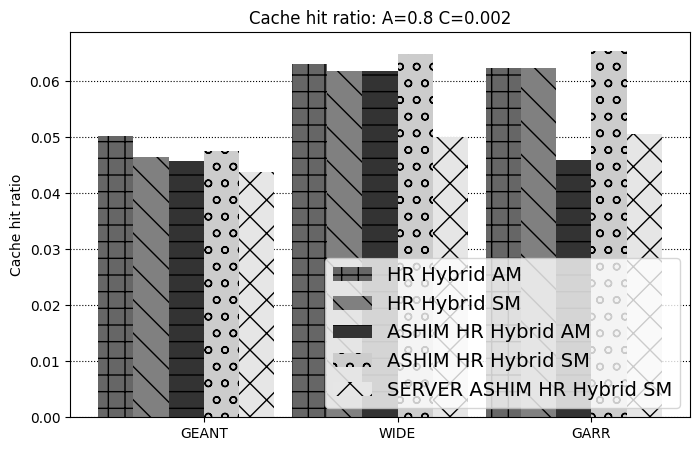 Cache hit ratio: A=0.8 C=0.002
Cache hit ratio
0.06
0.05
0.04
0.03
0.02
0.01
0.00
HR Hybrid AM
HR Hybrid SM
ASHIM HR Hybrid AM
ASHIM HR Hybrid SM
SERVER ASHIM HR Hybrid SM
GEANT
WIDE
GARR